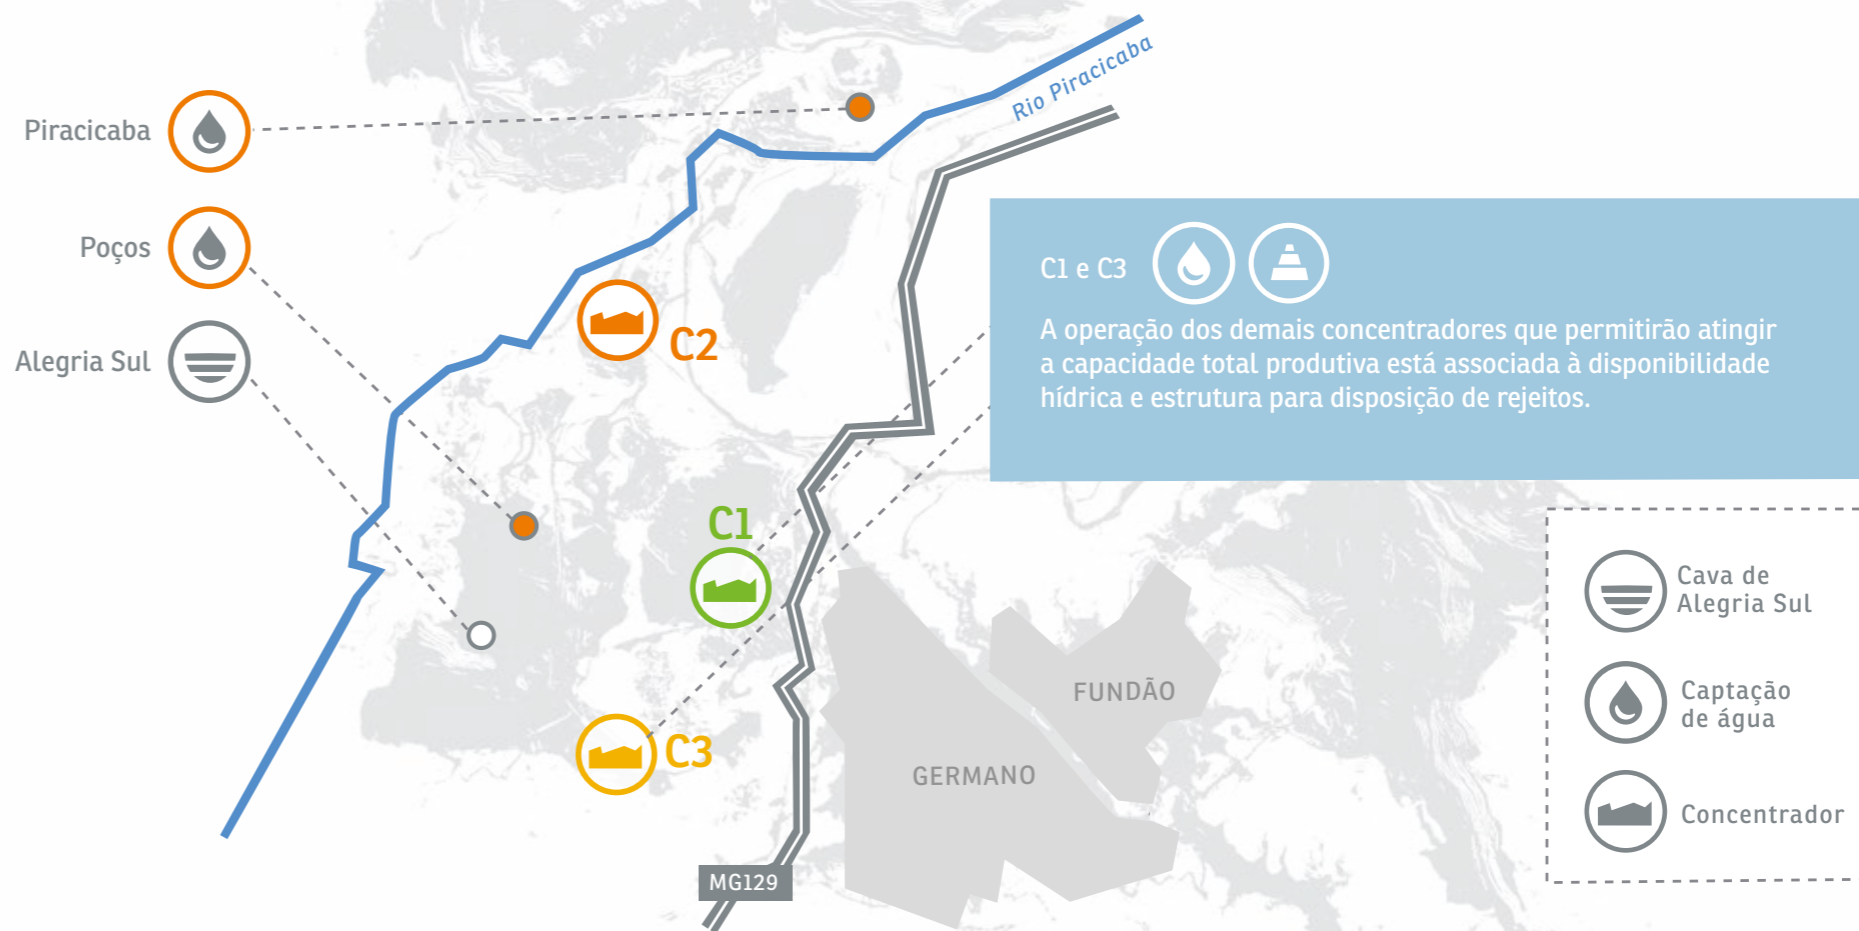 Rio Piracicaba
Piracicaba
Poços
Alegria Sul
C2
C1 e C3
A operação dos demais concentradores que permitirão atingir
a capacidade total produtiva está associada à disponibilidade
hídrica e estrutura para disposição de rejeitos.
C1
C3
FUNDÃO
GERMANO
MG129
Cava de
Alegria Sul
Captação
de água
Concentrador